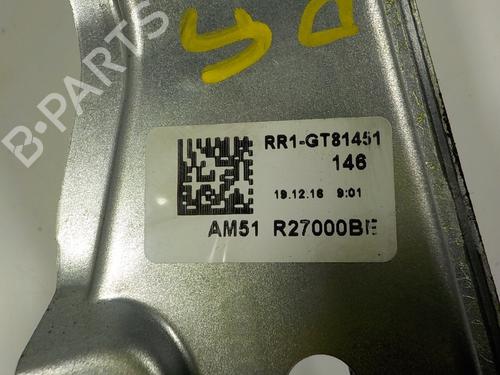 RR1-GT81451
146
19.12.16 9:01
AM51 R27000BE
B-PARTS